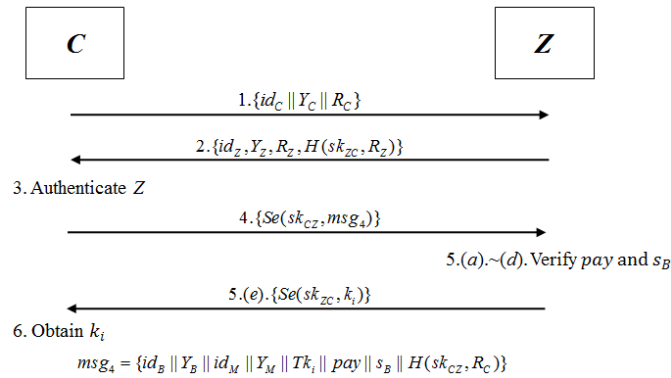 C Z
1.{id_C || Y_C || R_C}
2.{id_Z, Y_Z, R_Z, H(sk_ZC, R_Z)}
3. Authenticate Z
4.{Se(sk_CZ, msg_4)}
5.(a).~(d). Verify pay and s_B
5.(e).{Se(sk_ZC, k_i)}
6. Obtain k_i
msg_4 = {id_B || Y_B || id_M || Y_M || Tk_i || pay || s_B || H(sk_CZ, R_C)}